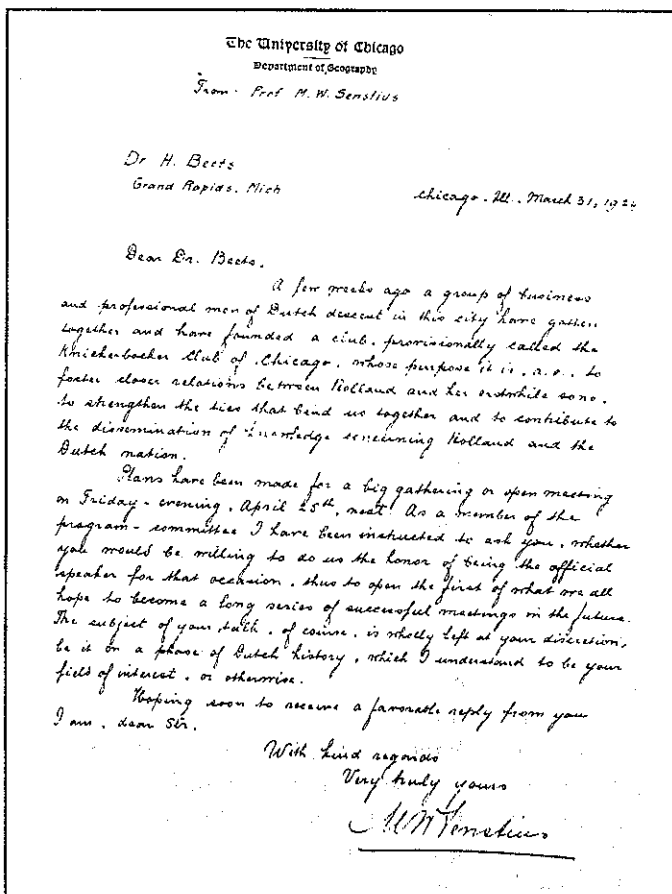 The University of Chicago
Department of Geography
From - Prof M. W. Senstius
Dr H. Beets
Grand Rapids. Mich
Chicago. Ill. March 31, 1924
Dear Dr. Beets.
A few weeks ago a group of business
and professional men of Dutch descent in this city have gather
together and have founded a club, provisionally called the
Knickerbocker Club of Chicago, whose purpose it is, a.o., to
foster closer relations between Holland and her erstwhile sons,
to strengthen the ties that bind us together and to contribute to
the dissemination of knowledge concerning Holland and the
Dutch nation.
Plans have been made for a big gathering or open meeting
on Friday - evening, April 25th, next. As a member of the
program - committee I have been instructed to ask you, whether
you would be willing to do us the honor of being the official
speaker for that occasion, thus to open the first of what we all
hope to become a long series of successful meetings in the future.
The subject of your talk, of course, is wholly left at your discretion,
be it on a phase of Dutch history, which I understand to be your
field of interest, or otherwise.
Hoping soon to receive a favorable reply from you
I am, dear Sir,
With kind regards
Very truly yours
M W Senstius